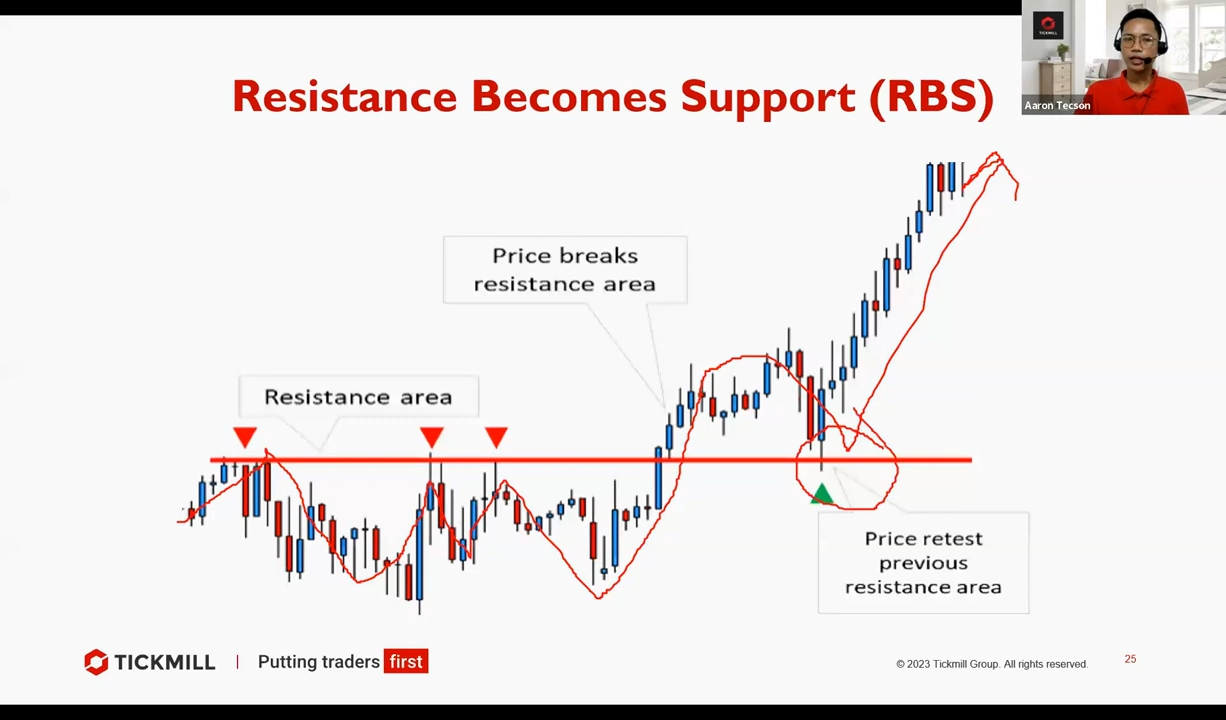 Resistance Becomes Support (RBS)
TICKMILL
Aaron Tecson
Price breaks
resistance area
Resistance area
Price retest
previous
resistance area
TICKMILL | Putting traders first
© 2023 Tickmill Group. All rights reserved.
25